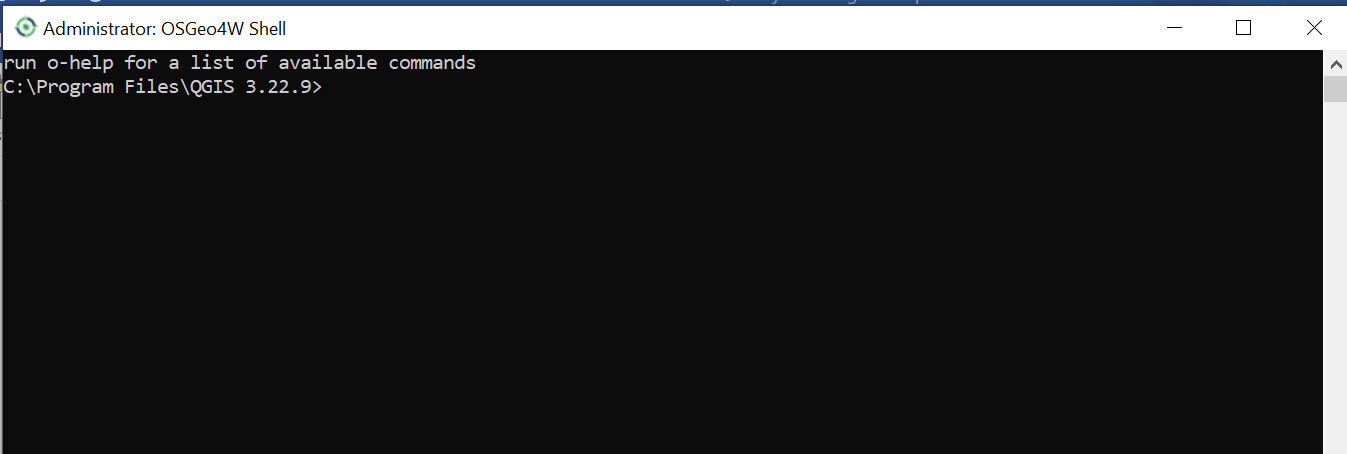 Administrator: OSGeo4W Shell
run o-help for a list of available commands
C:\Program Files\QGIS 3.22.9>